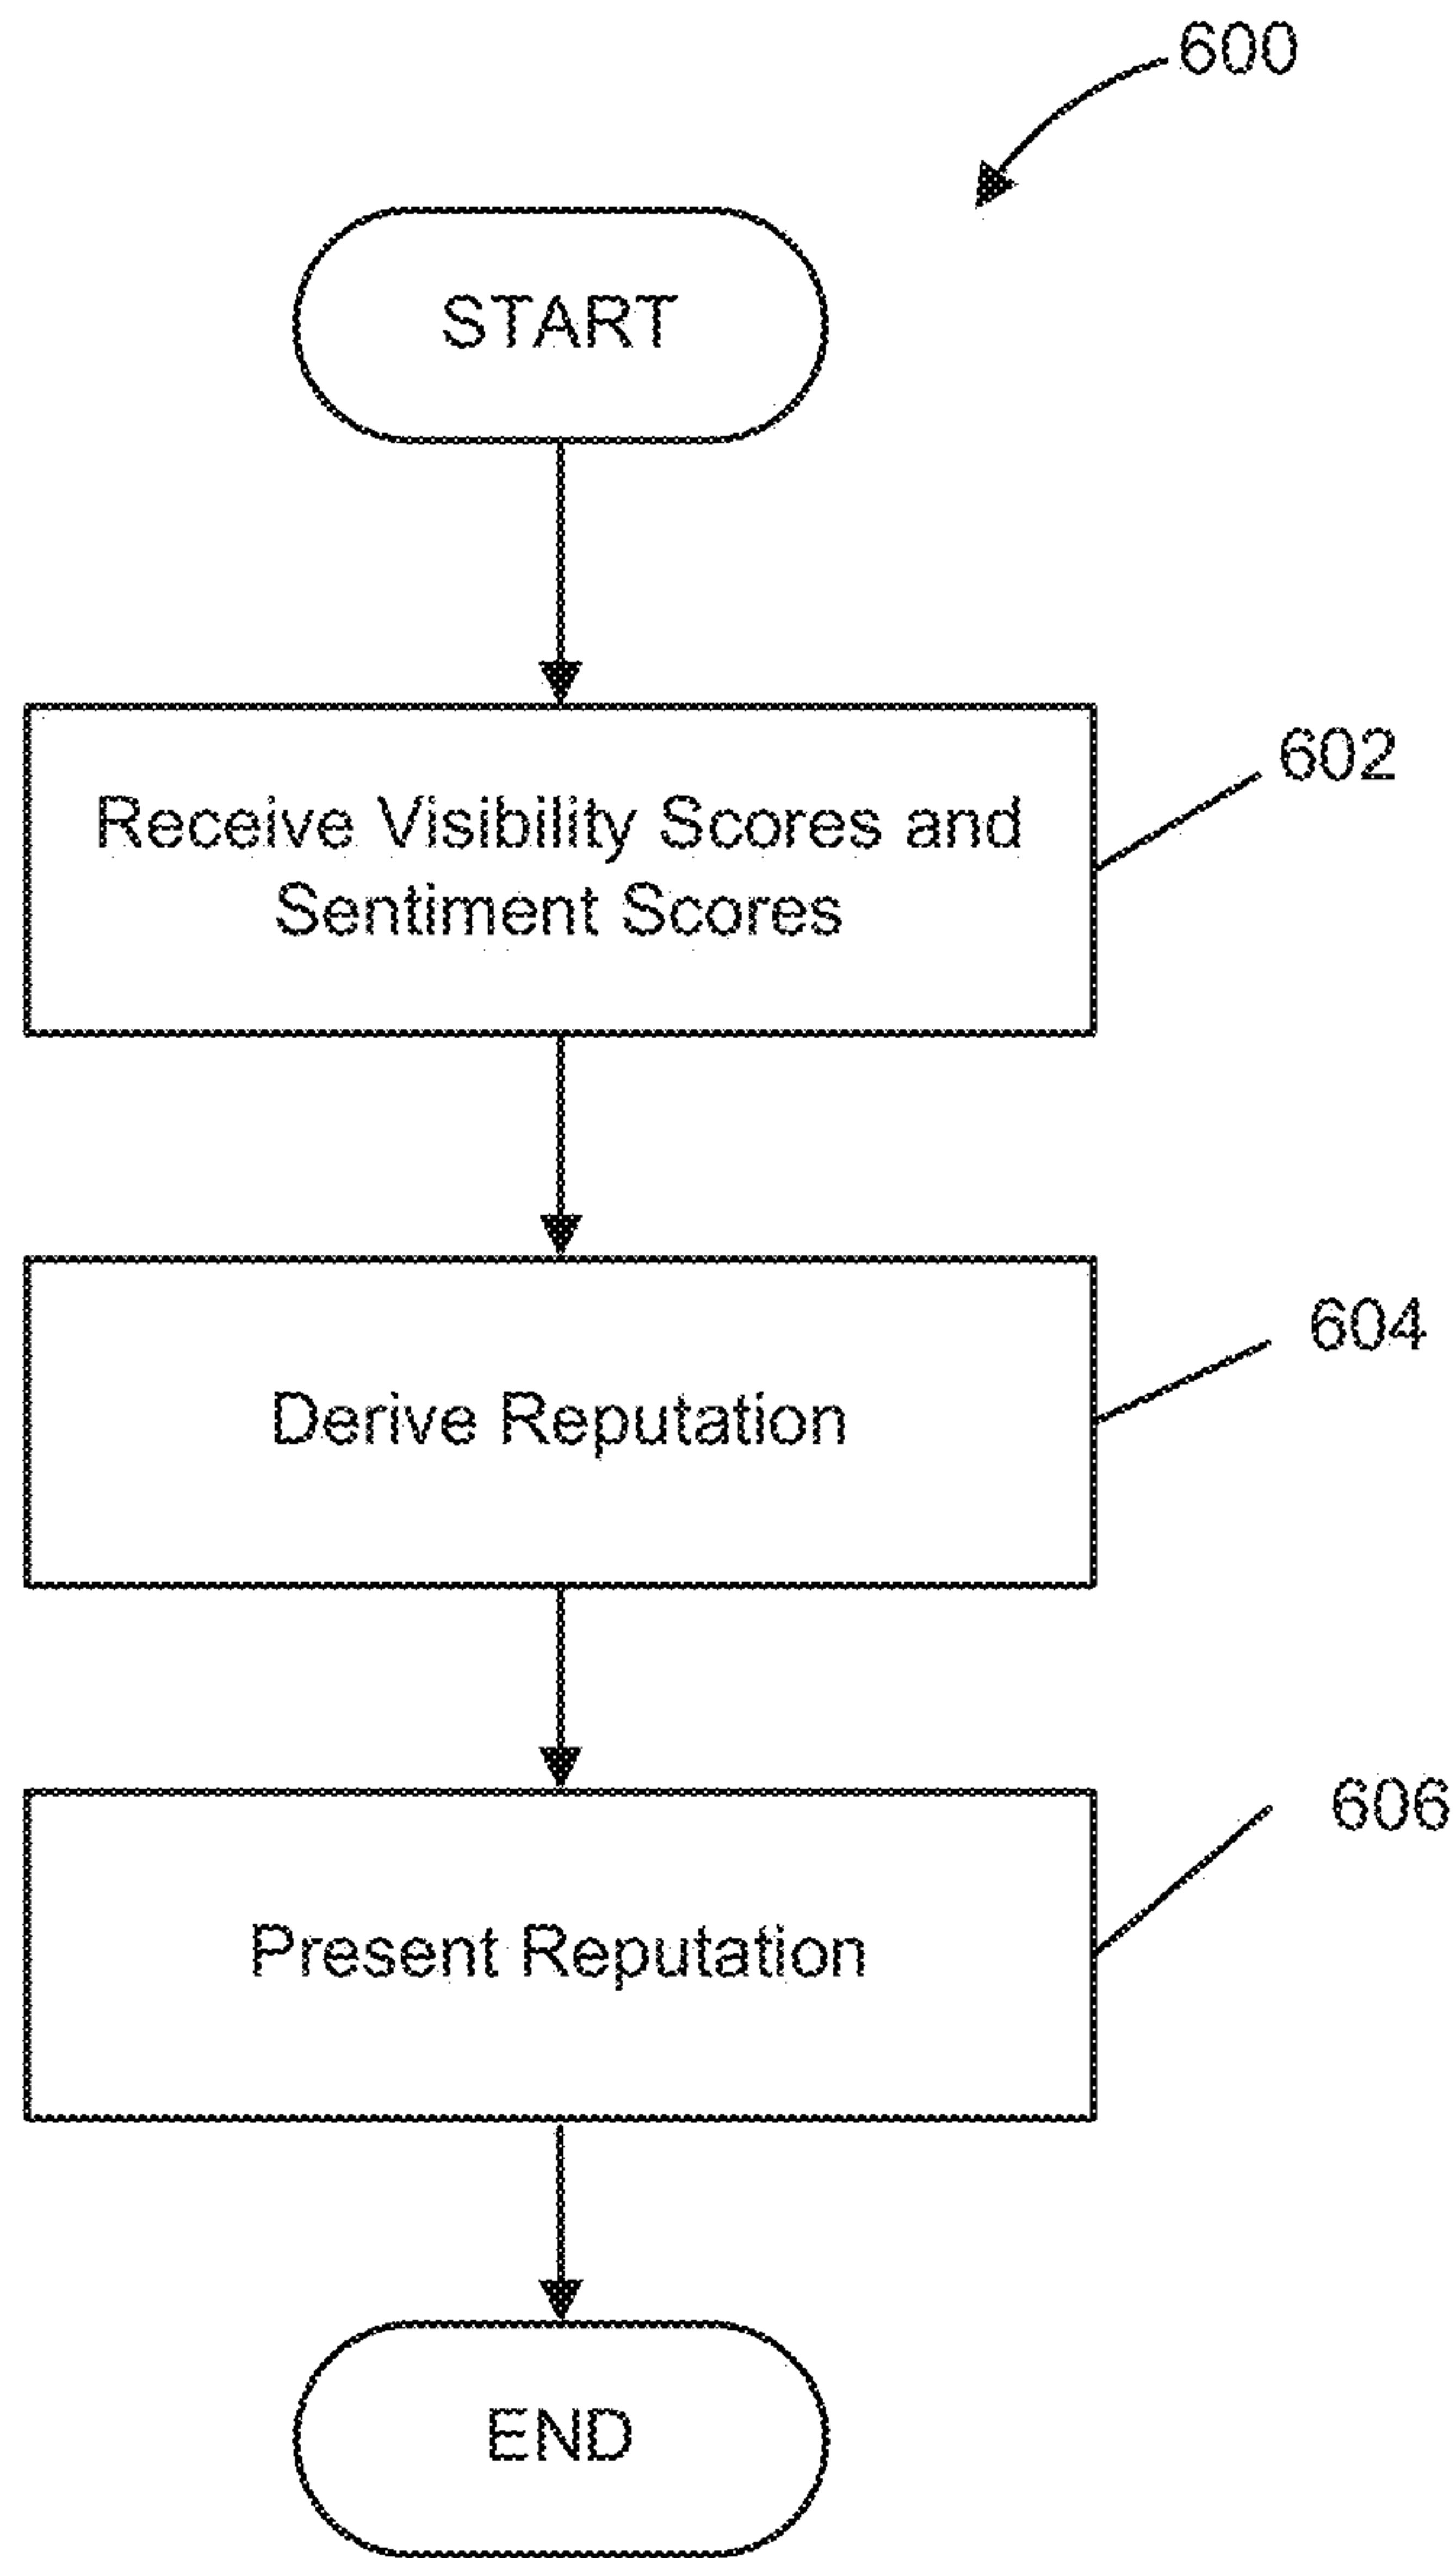 600
START
Receive Visibility Scores and
Sentiment Scores
602
Derive Reputation
604
Present Reputation
606
END